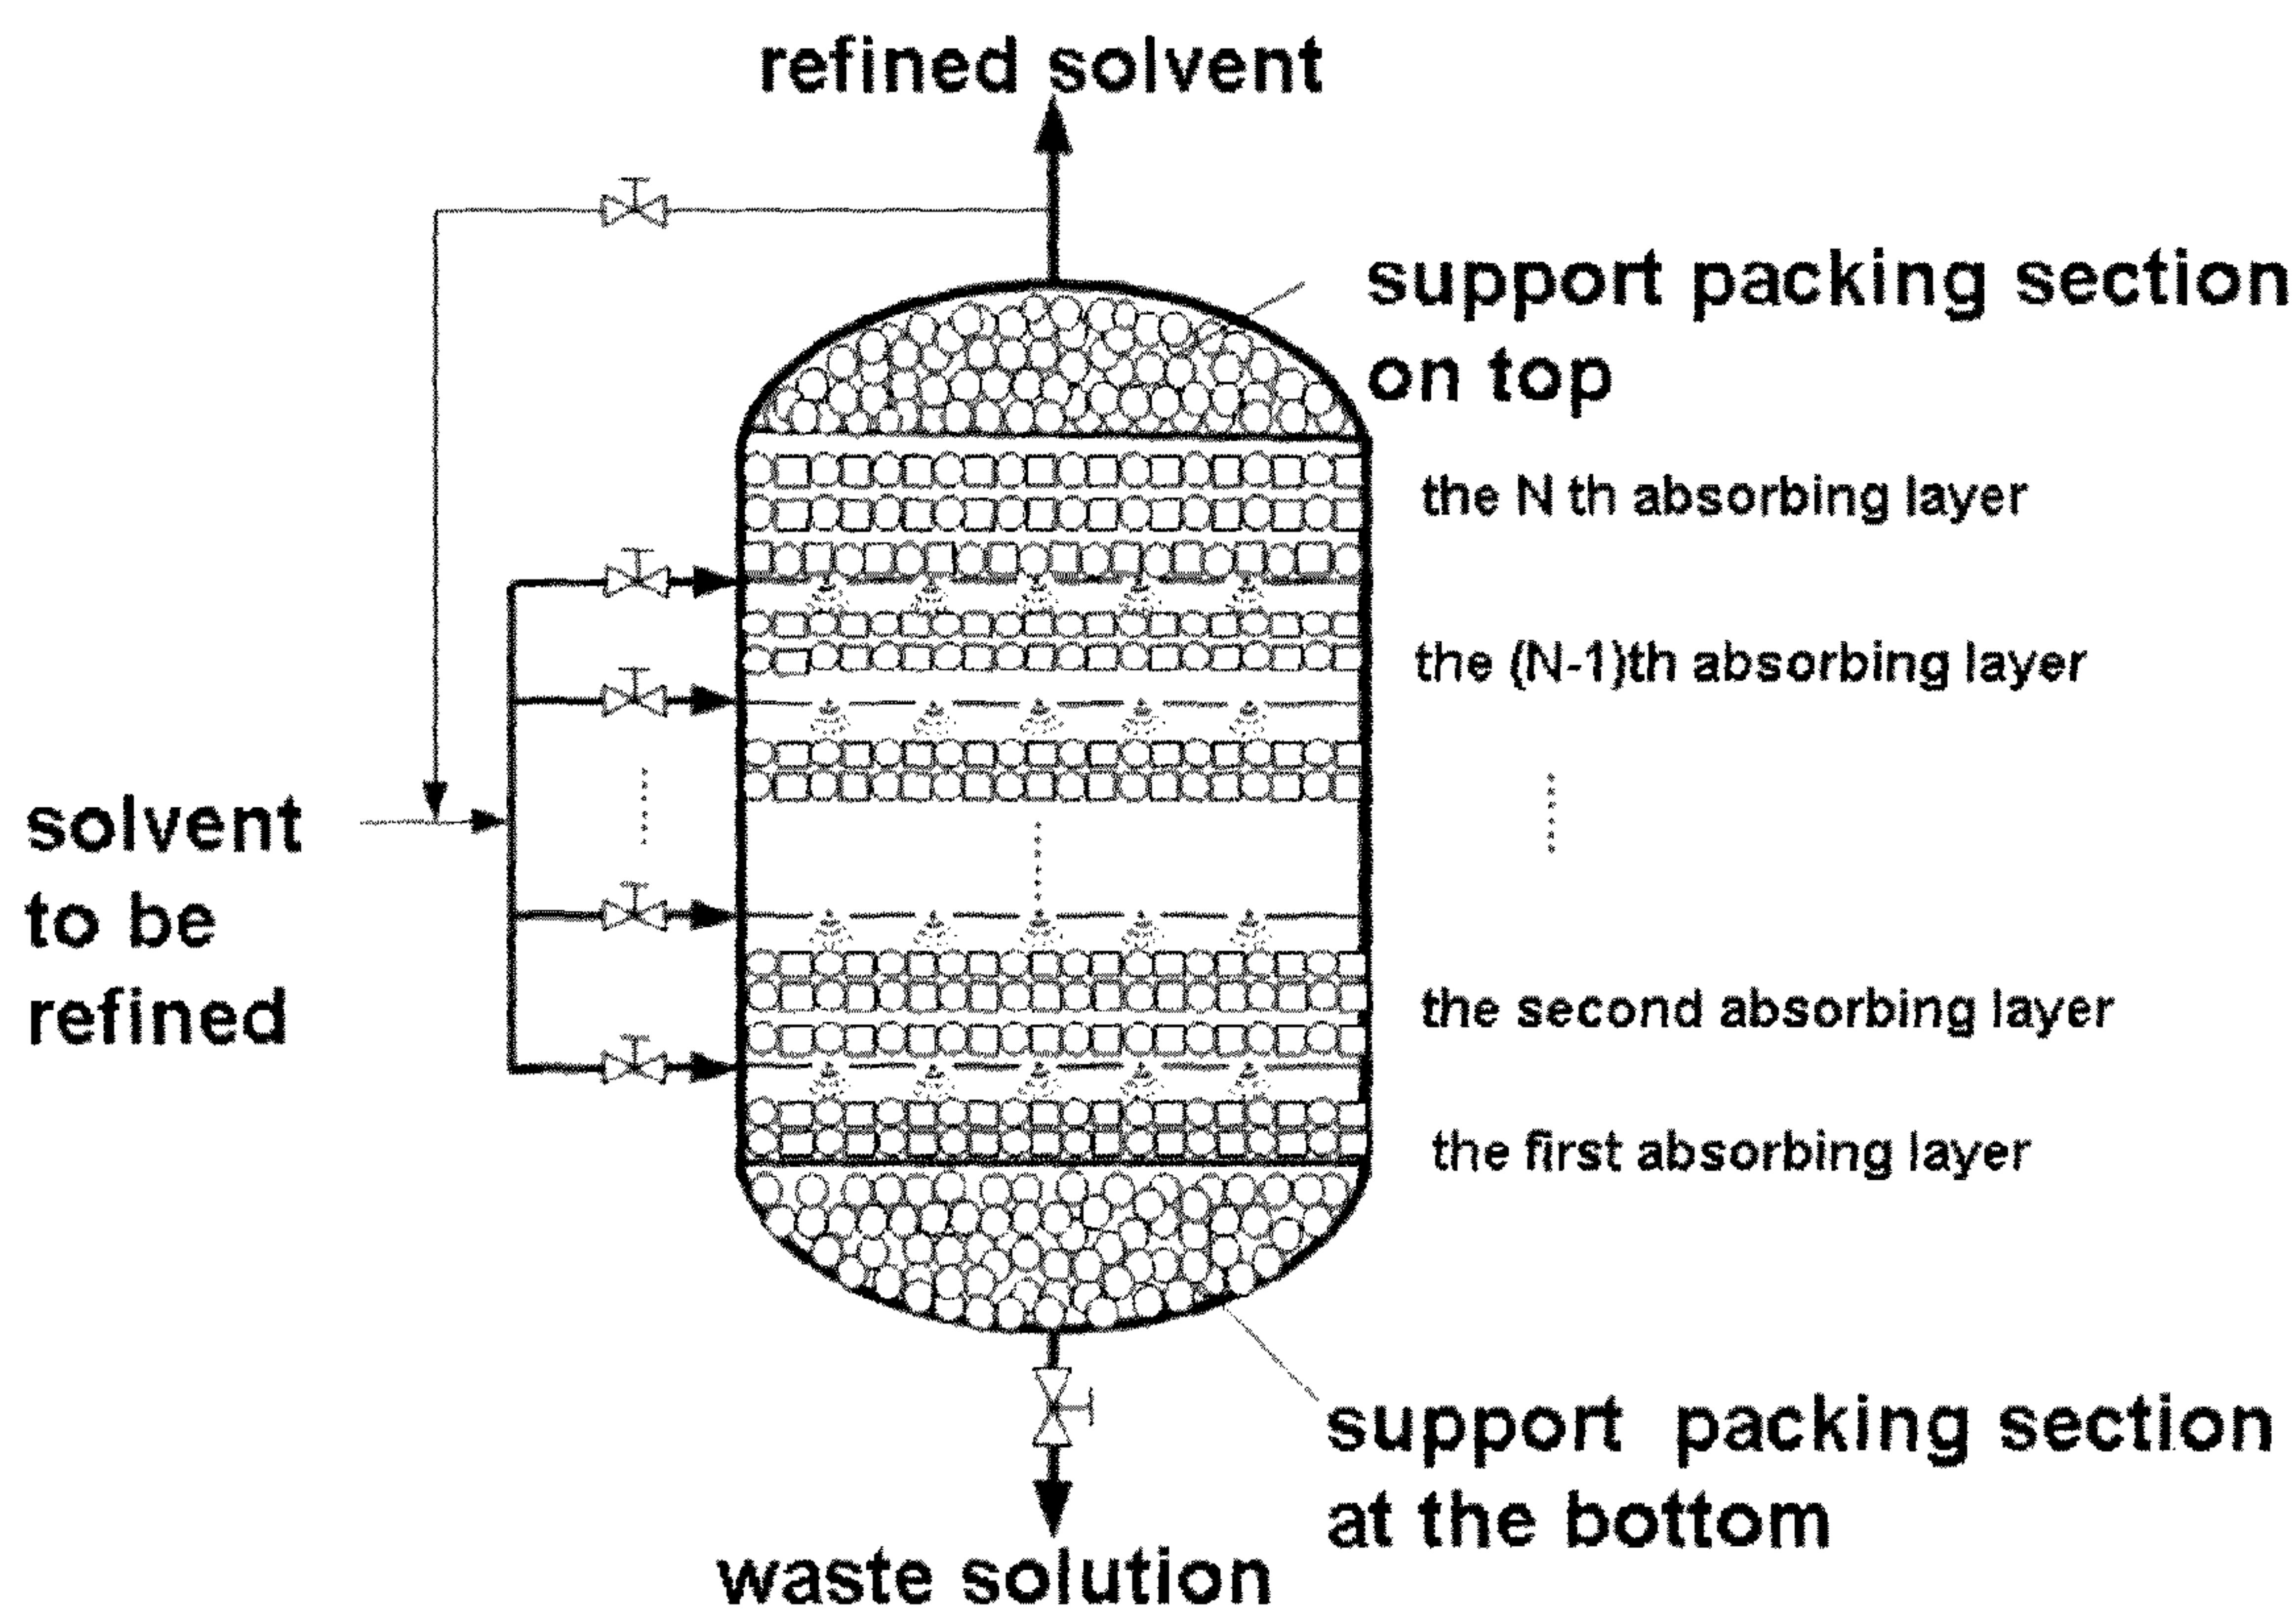 refined solvent
support packing section
on top
the N th absorbing layer
the (N-1)th absorbing layer
solvent
to be
refined
the second absorbing layer
the first absorbing layer
support packing section
at the bottom
waste solution